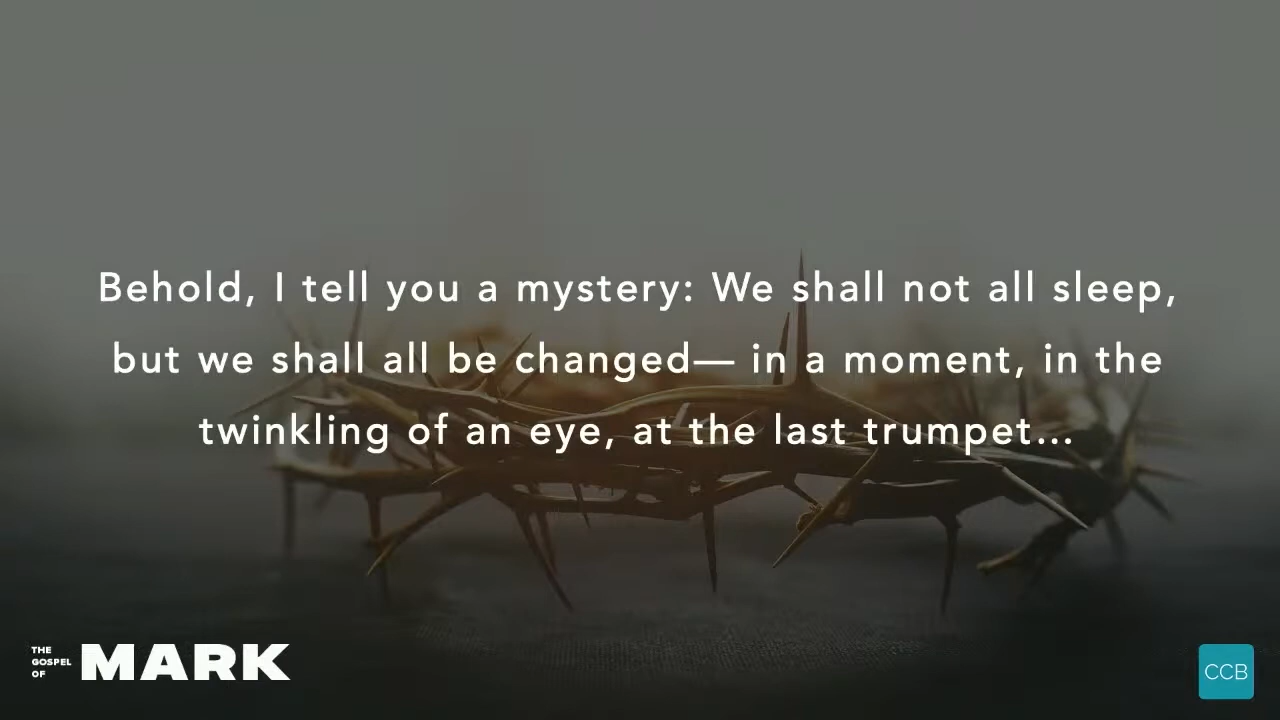 Behold, I tell you a mystery: We shall not all sleep,
but we shall all be changed— in a moment, in the
twinkling of an eye, at the last trumpet...
THE
GOSPEL
OF
MARK
CCB